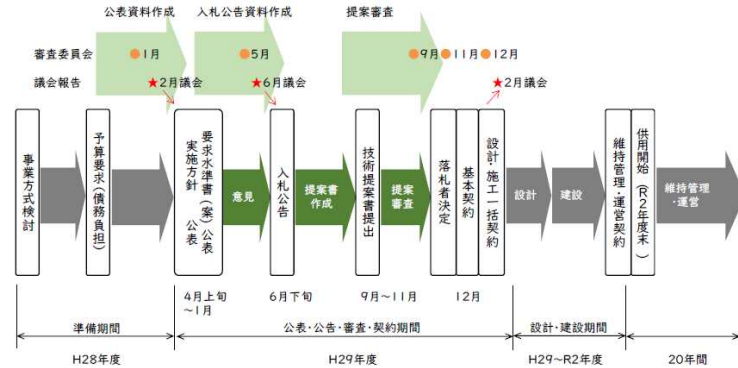 公表資料作成
入札公告資料作成
提案審査
審査委員会
●1月
●5月
●9月
●11月
●12月
議会報告
★2月議会
★6月議会
★2月議会
事業方式検討
予算要求(債務負担)
要求水準書(案)公表
実施方針 公表
意見
入札公告
提案書
作成
技術提案書提出
提案
審査
落札者決定
基本契約
設計・施工一括契約
設計
建設
維持管理・運営契約
供用開始(R2年度末)
維持管理
・運営
4月上旬
~1月
6月下旬
9月~11月
12月
準備期間
公表・公告・審査・契約期間
設計・建設期間
H28年度
H29年度
H29~R2年度
20年間